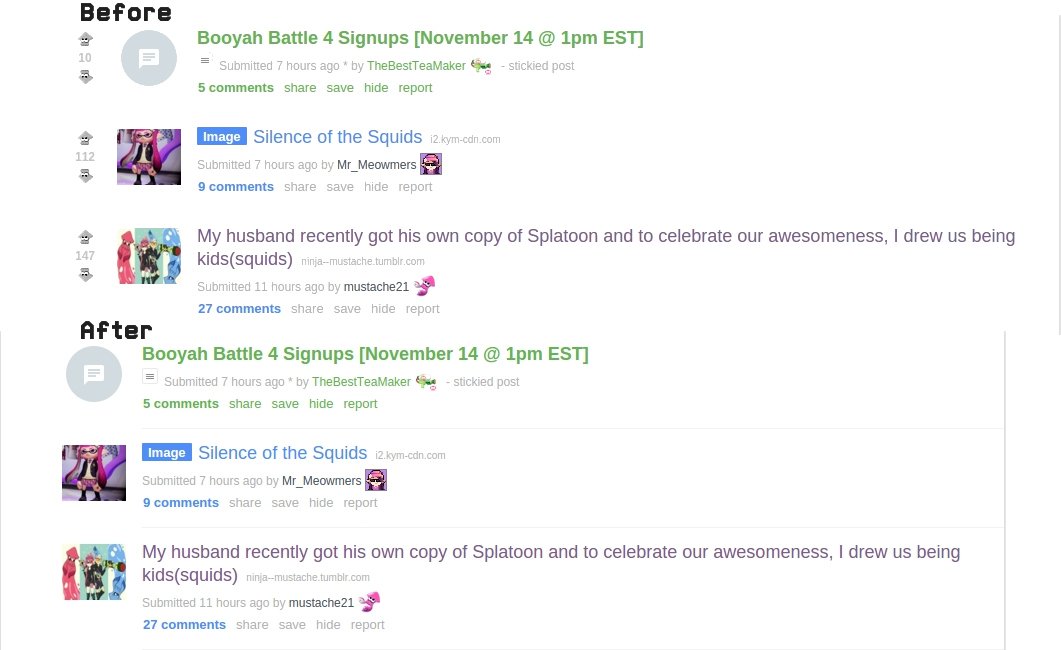 Before
Booyah Battle 4 Signups [November 14 @ 1pm EST]
10
Submitted 7 hours ago * by TheBestTeaMaker - stickied post
5 comments share save hide report
Image Silence of the Squids i2.kym-cdn.com
112
Submitted 7 hours ago by Mr_Meowmers
9 comments share save hide report
My husband recently got his own copy of Splatoon and to celebrate our awesomeness, I drew us being
147
kids(squids) ninja--mustache.tumblr.com
Submitted 11 hours ago by mustache21
27 comments share save hide report
After
Booyah Battle 4 Signups [November 14 @ 1pm EST]
Submitted 7 hours ago * by TheBestTeaMaker - stickied post
5 comments share save hide report
Image Silence of the Squids i2.kym-cdn.com
Submitted 7 hours ago by Mr_Meowmers
9 comments share save hide report
My husband recently got his own copy of Splatoon and to celebrate our awesomeness, I drew us being
kids(squids) ninja--mustache.tumblr.com
Submitted 11 hours ago by mustache21
27 comments share save hide report